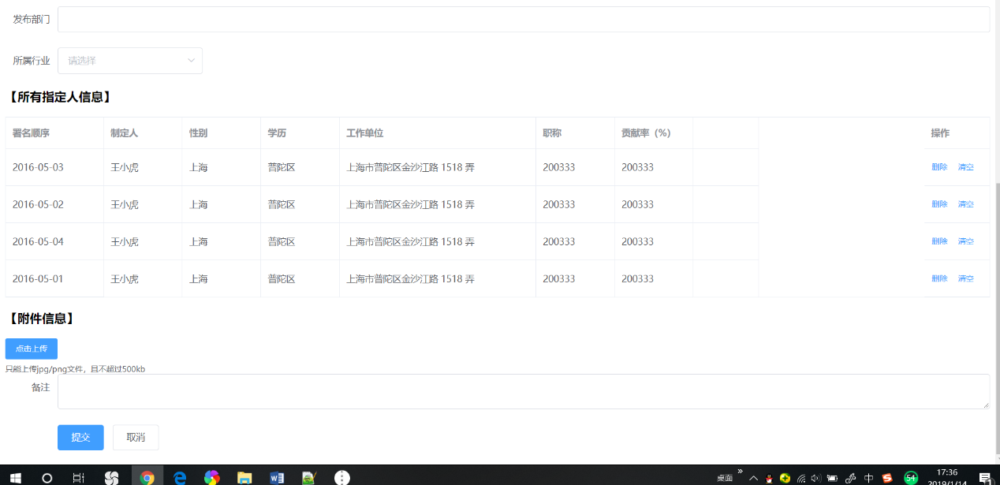 发布部门
所属行业 请选择
【所有指定人信息】
署名顺序 制定人 性别 学历 工作单位 职称 贡献率（%） 操作
2016-05-03 王小虎 上海 普陀区 上海市普陀区金沙江路 1518 弄 200333 200333 删除 清空
2016-05-02 王小虎 上海 普陀区 上海市普陀区金沙江路 1518 弄 200333 200333 删除 清空
2016-05-04 王小虎 上海 普陀区 上海市普陀区金沙江路 1518 弄 200333 200333 删除 清空
2016-05-01 王小虎 上海 普陀区 上海市普陀区金沙江路 1518 弄 200333 200333 删除 清空
【附件信息】
点击上传
只能上传jpg/png文件，且不超过500kb
备注
提交 取消
桌面 » 中 54 17:36
2019/1/14 1